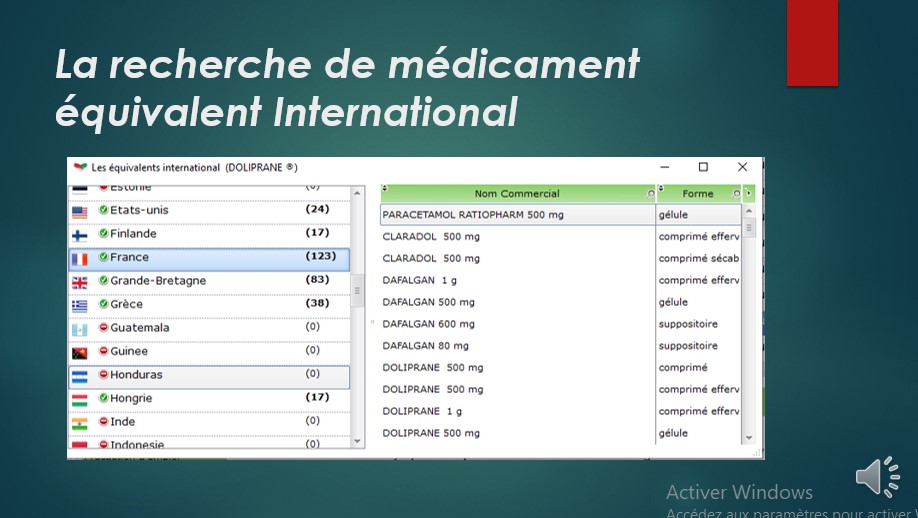 La recherche de médicament
équivalent International
Les équivalents international (DOLIPRANE ®)
Estonie (0)
Etats-unis (24)
Finlande (17)
France (123)
Grande-Bretagne (83)
Grèce (38)
Guatemala (0)
Guinee (0)
Honduras (0)
Hongrie (17)
Inde (0)
Indonesie (0)
Nom Commercial Forme
PARACETAMOL RATIOPHARM 500 mg gélule
CLARADOL 500 mg comprimé efferv
CLARADOL 500 mg comprimé sécab
DAFALGAN 1 g comprimé efferv
DAFALGAN 500 mg gélule
DAFALGAN 600 mg suppositoire
DAFALGAN 80 mg suppositoire
DOLIPRANE 500 mg comprimé
DOLIPRANE 500 mg comprimé efferv
DOLIPRANE 1 g comprimé efferv
DOLIPRANE 500 mg gélule
Activer Windows
Accédez aux paramètres pour activer